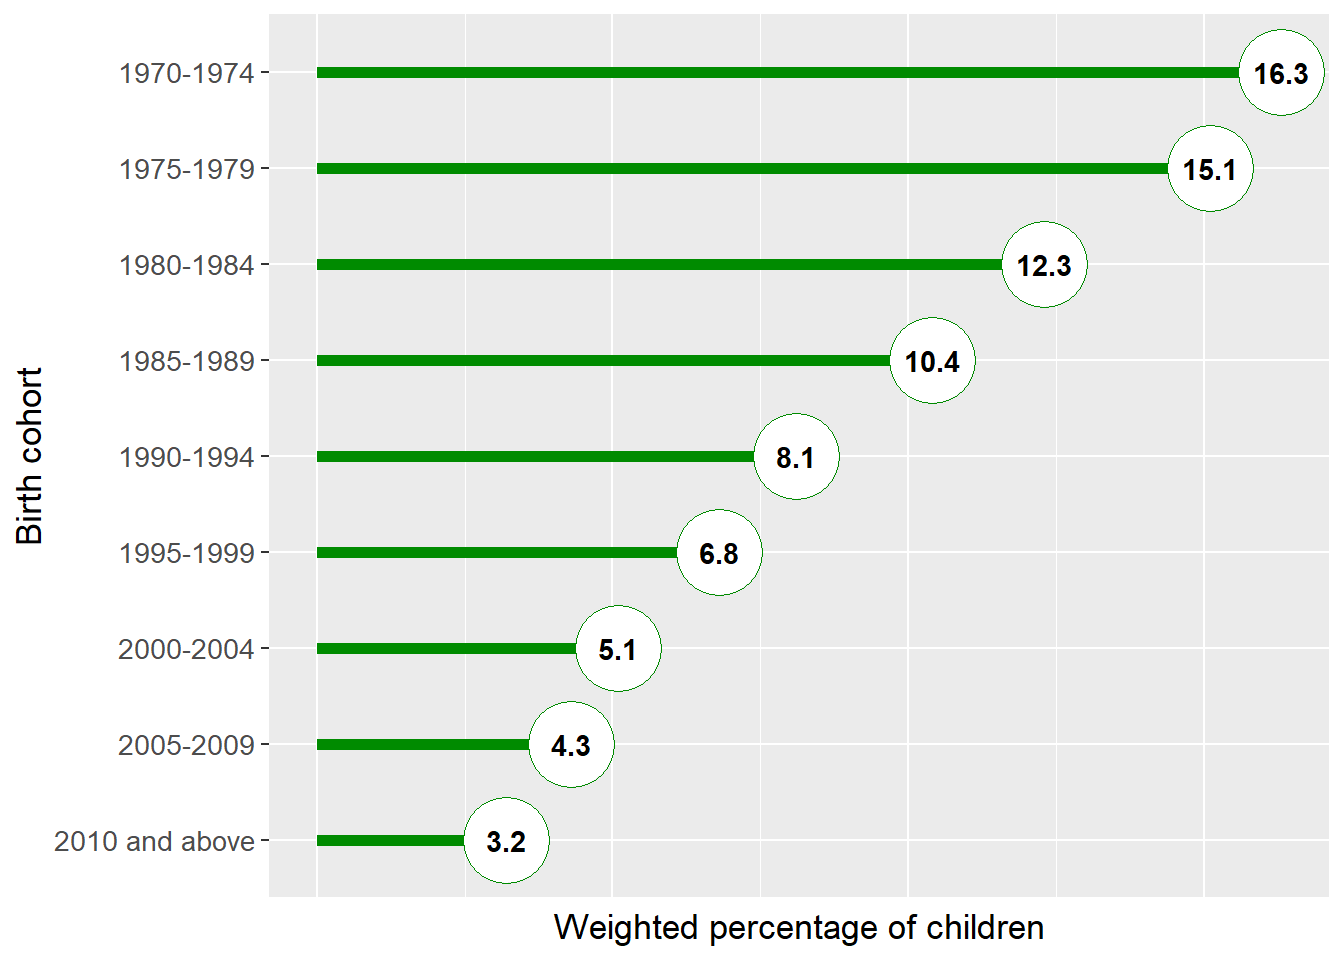 1970-1974 16.3
1975-1979 15.1
1980-1984 12.3
1985-1989 10.4
1990-1994 8.1
1995-1999 6.8
2000-2004 5.1
2005-2009 4.3
2010 and above 3.2
Birth cohort
Weighted percentage of children